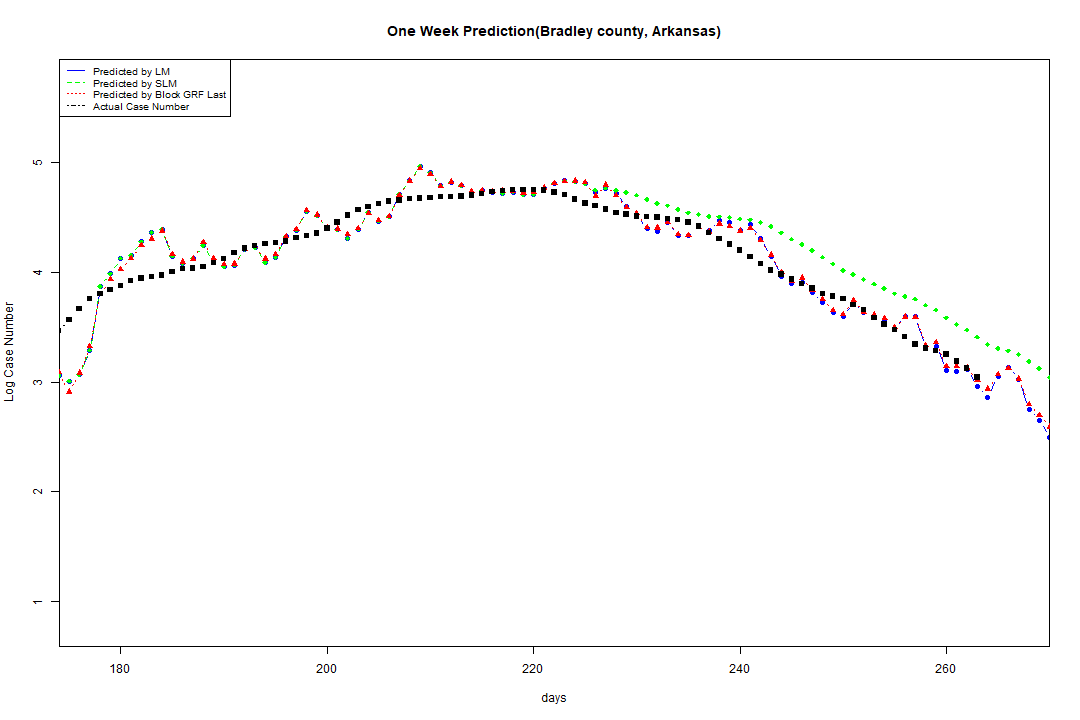 One Week Prediction(Bradley county, Arkansas)
Predicted by LM
Predicted by SLM
Predicted by Block GRF Last
Actual Case Number
5
4
3
2
1
Log Case Number
180 200 220 240 260
days